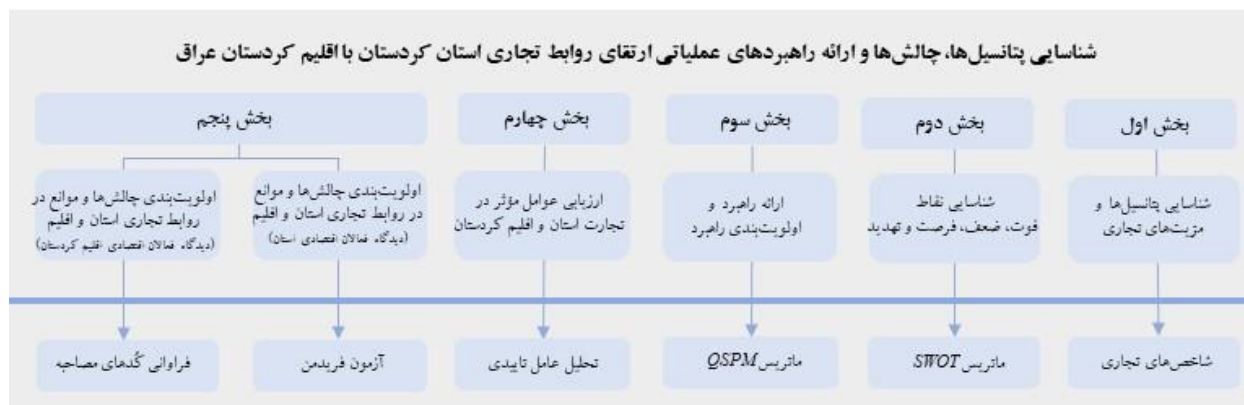 شناسایی پتانسیل‌ها، چالش‌ها و ارائه راهبردهای عملیاتی ارتقای روابط تجاری استان کردستان با اقلیم کردستان عراق
بخش اول
بخش دوم
بخش سوم
بخش چهارم
بخش پنجم
شناسایی پتانسیل‌ها و
مزیت‌های تجاری
شناسایی نقاط
قوت، ضعف، فرصت و تهدید
ارائه راهبرد و
اولویت‌بندی راهبرد
ارزیابی عوامل مؤثر در
تجارت استان و اقلیم کردستان
اولویت‌بندی چالش‌ها و موانع
در روابط تجاری استان و اقلیم
(دیدگاه فعالان اقتصادی استان)
اولویت‌بندی چالش‌ها و موانع در
روابط تجاری استان و اقلیم
(دیدگاه فعالان اقتصادی اقلیم کردستان)
شاخص‌های تجاری
ماتریس SWOT
ماتریس QSPM
تحلیل عامل تاییدی
آزمون فریدمن
فراوانی کُدهای مصاحبه